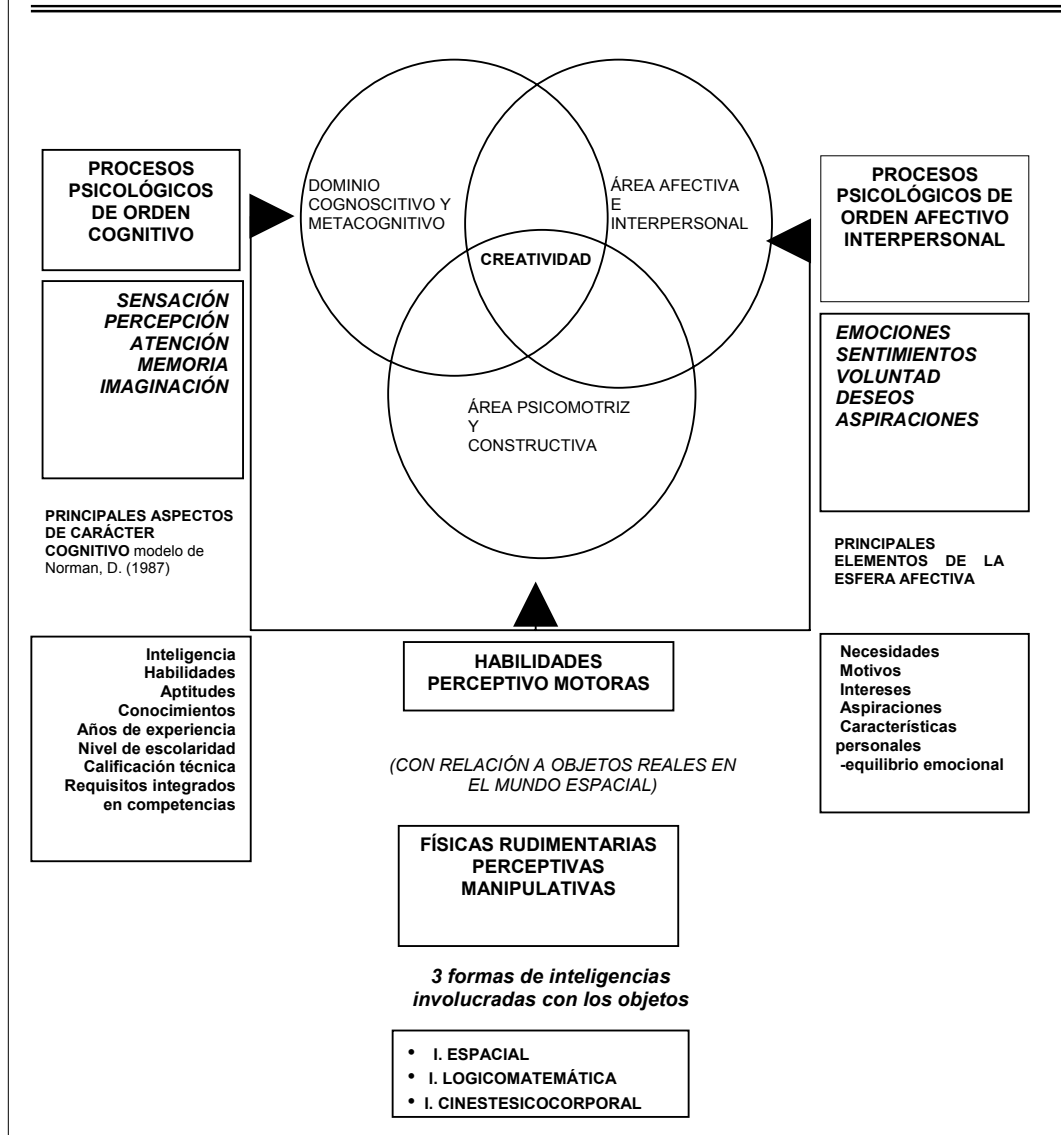 PROCESOS
PSICOLÓGICOS
DE ORDEN
COGNITIVO
DOMINIO
COGNOSCITIVO Y
METACOGNITIVO
ÁREA AFECTIVA
E
INTERPERSONAL
PROCESOS
PSICOLÓGICOS DE
ORDEN AFECTIVO
INTERPERSONAL
CREATIVIDAD
SENSACIÓN
PERCEPCIÓN
ATENCIÓN
MEMORIA
IMAGINACIÓN
EMOCIONES
SENTIMIENTOS
VOLUNTAD
DESEOS
ASPIRACIONES
ÁREA PSICOMOTRIZ
Y
CONSTRUCTIVA
PRINCIPALES ASPECTOS
DE CARÁCTER
COGNITIVO modelo de
Norman, D. (1987)
PRINCIPALES
ELEMENTOS DE LA
ESFERA AFECTIVA
Inteligencia
Habilidades
Aptitudes
Conocimientos
Años de experiencia
Nivel de escolaridad
Calificación técnica
Requisitos integrados
en competencias
HABILIDADES
PERCEPTIVO MOTORAS
Necesidades
Motivos
Intereses
Aspiraciones
Características
personales
-equilibrio emocional
(CON RELACIÓN A OBJETOS REALES EN
EL MUNDO ESPACIAL)
FÍSICAS RUDIMENTARIAS
PERCEPTIVAS
MANIPULATIVAS
3 formas de inteligencias
involucradas con los objetos
• I. ESPACIAL
• I. LOGICOMATEMÁTICA
• I. CINESTESICOCORPORAL